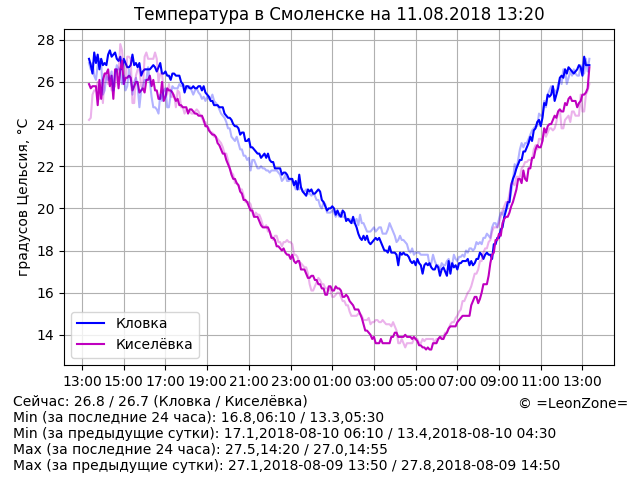 Температура в Смоленске на 11.08.2018 13:20
градусов Цельсия, °C
28
26
24
22
20
18
16
14
Кловка
Киселёвка
13:00 15:00 17:00 19:00 21:00 23:00 01:00 03:00 05:00 07:00 09:00 11:00 13:00
Сейчас: 26.8 / 26.7 (Кловка / Киселёвка)
© =LeonZone=
Min (за последние 24 часа): 16.8,06:10 / 13.3,05:30
Min (за предыдущие сутки): 17.1,2018-08-10 06:10 / 13.4,2018-08-10 04:30
Max (за последние 24 часа): 27.5,14:20 / 27.0,14:55
Max (за предыдущие сутки): 27.1,2018-08-09 13:50 / 27.8,2018-08-09 14:50